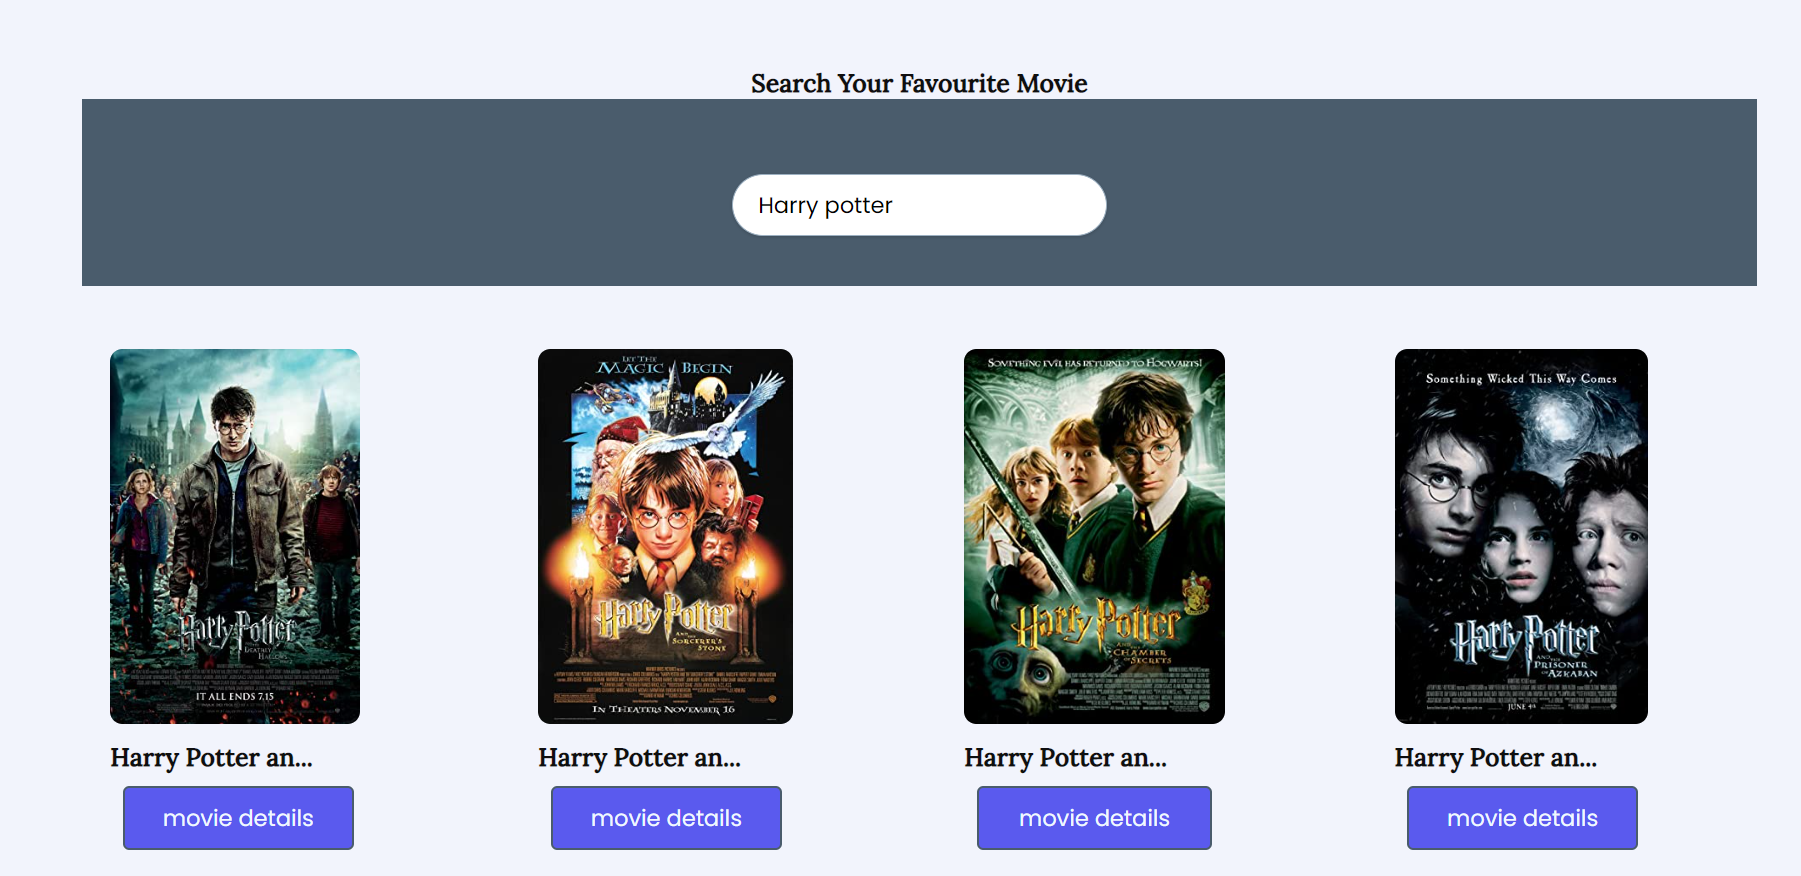 Search Your Favourite Movie
Harry potter
Harry Potter
DEATHLY
IT ALL ENDS 7.15
LET THE
MAGIC BEGIN
Harry Potter
AND THE
SORCERER'S
STONE
IN THEATERS NOVEMBER 16
SOMETHING EVIL HAS RETURNED TO HOGWARTS!
Harry Potter
AND THE
CHAMBER
OF SECRETS
Something Wicked This Way Comes
Harry Potter
AND THE
PRISONER
OF AZKABAN
JUNE 4
Harry Potter an...
Harry Potter an...
Harry Potter an...
Harry Potter an...
movie details
movie details
movie details
movie details